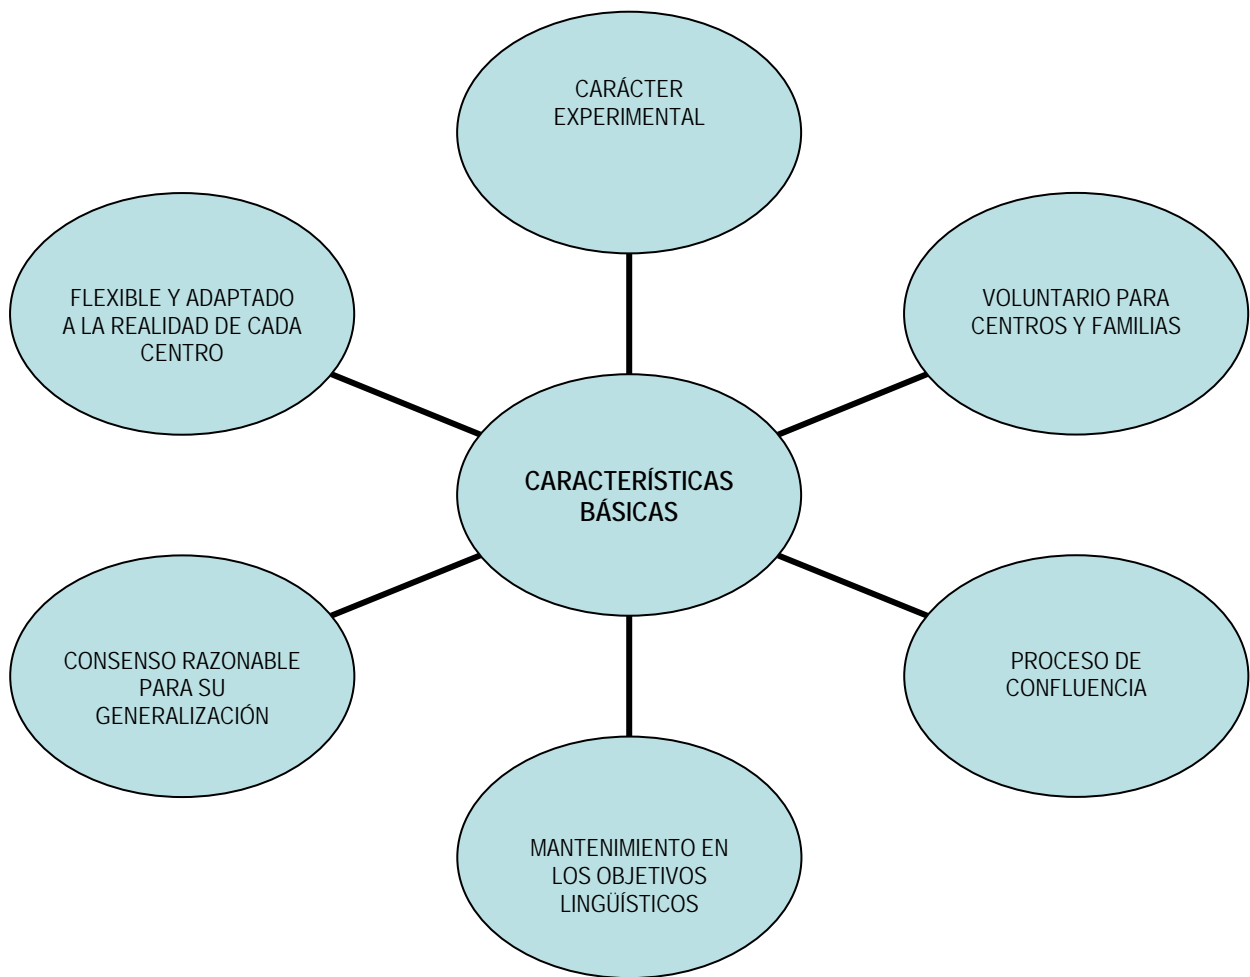 CARÁCTER
EXPERIMENTAL
FLEXIBLE Y ADAPTADO
A LA REALIDAD DE CADA
CENTRO
VOLUNTARIO PARA
CENTROS Y FAMILIAS
CARACTERÍSTICAS
BÁSICAS
CONSENSO RAZONABLE
PARA SU
GENERALIZACIÓN
PROCESO DE
CONFLUENCIA
MANTENIMIENTO EN
LOS OBJETIVOS
LINGÜÍSTICOS